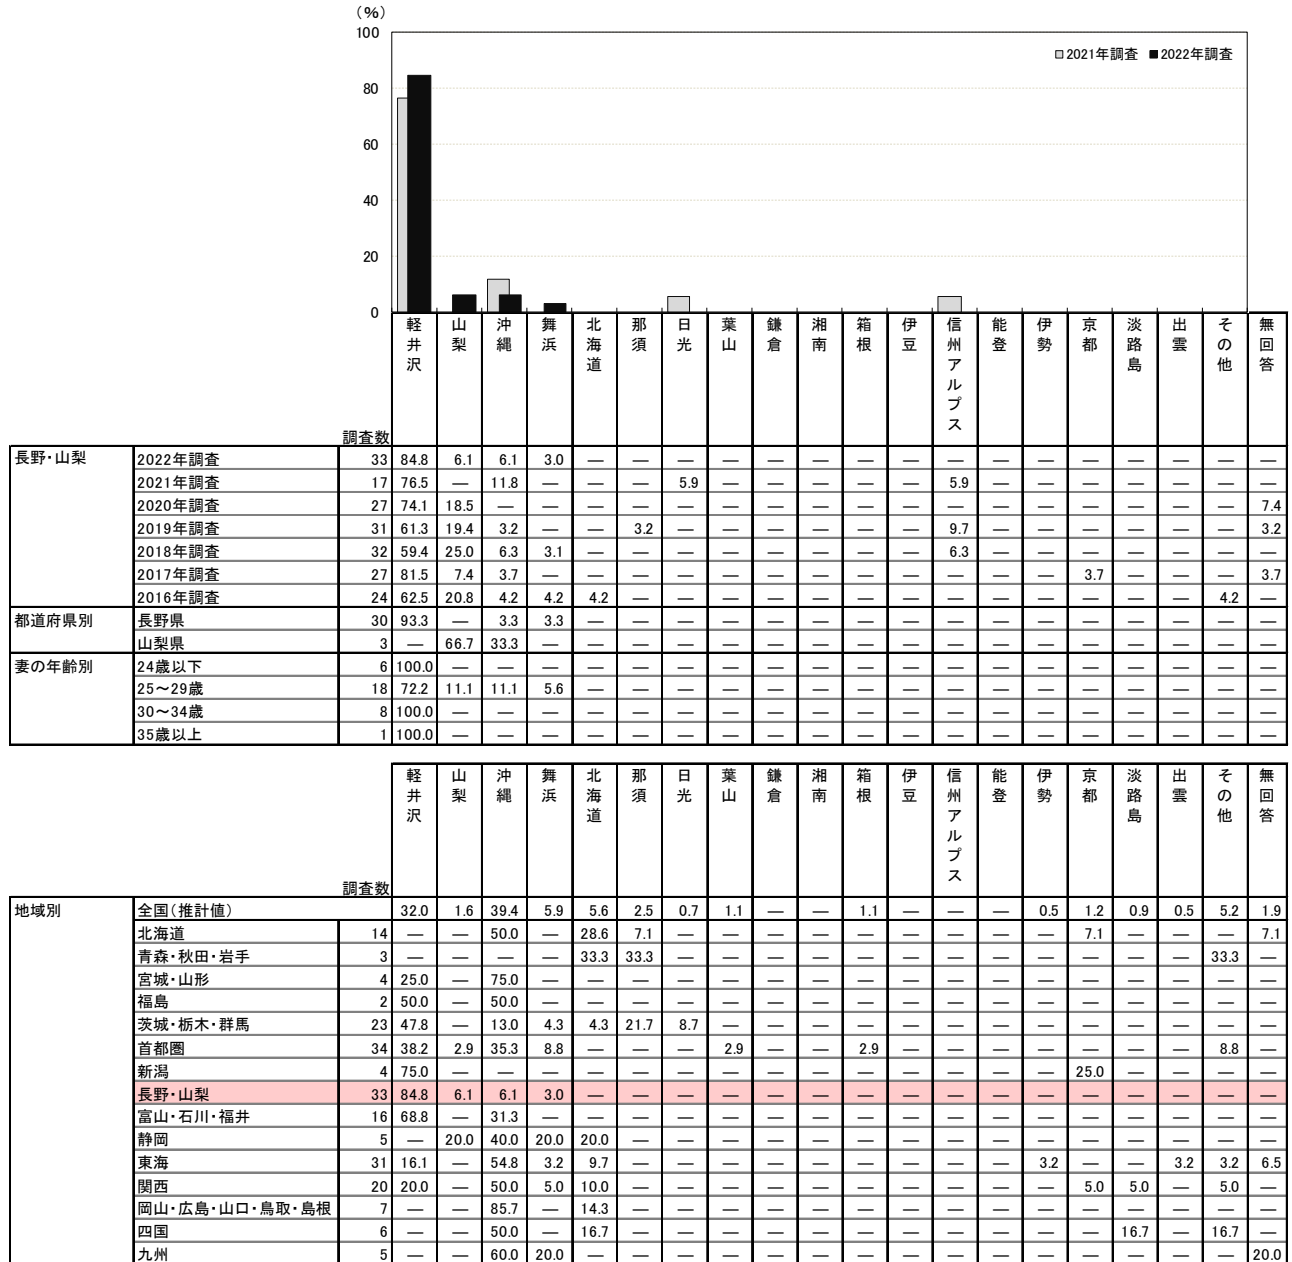 (%)
100
□2021年調査 ■2022年調査
80
60
40
20
0
調査数 軽井沢 山梨 沖縄 舞浜 北海道 那須 日光 葉山 鎌倉 湘南 箱根 伊豆 信州アルプス 能登 伊勢 京都 淡路島 出雲 その他 無回答
長野・山梨 2022年調査 33 84.8 6.1 6.1 3.0 — — — — — — — — — — — — — — — —
2021年調査 17 76.5 — 11.8 — — — 5.9 — — — — — 5.9 — — — — — — —
2020年調査 27 74.1 18.5 — — — — — — — — — — — — — — — — — 7.4
2019年調査 31 61.3 19.4 3.2 — — 3.2 — — — — — — 9.7 — — — — — — 3.2
2018年調査 32 59.4 25.0 6.3 3.1 — — — — — — — — 6.3 — — — — — — —
2017年調査 27 81.5 7.4 3.7 — — — — — — — — — — — — 3.7 — — — 3.7
2016年調査 24 62.5 20.8 4.2 4.2 4.2 — — — — — — — — — — — — — 4.2 —
都道府県別 長野県 30 93.3 — 3.3 3.3 — — — — — — — — — — — — — — — —
山梨県 3 — 66.7 33.3 — — — — — — — — — — — — — — — — —
妻の年齢別 24歳以下 6 100.0 — — — — — — — — — — — — — — — — — — —
25〜29歳 18 72.2 11.1 11.1 5.6 — — — — — — — — — — — — — — — —
30〜34歳 8 100.0 — — — — — — — — — — — — — — — — — — —
35歳以上 1 100.0 — — — — — — — — — — — — — — — — — — —
調査数 軽井沢 山梨 沖縄 舞浜 北海道 那須 日光 葉山 鎌倉 湘南 箱根 伊豆 信州アルプス 能登 伊勢 京都 淡路島 出雲 その他 無回答
地域別 全国(推計値) 32.0 1.6 39.4 5.9 5.6 2.5 0.7 1.1 — — 1.1 — — — 0.5 1.2 0.9 0.5 5.2 1.9
北海道 14 — — 50.0 — 28.6 7.1 — — — — — — — — — 7.1 — — — 7.1
青森・秋田・岩手 3 — — — — 33.3 33.3 — — — — — — — — — — — — 33.3 —
宮城・山形 4 25.0 — 75.0 — — — — — — — — — — — — — — — — —
福島 2 50.0 — 50.0 — — — — — — — — — — — — — — — — —
茨城・栃木・群馬 23 47.8 — 13.0 4.3 4.3 21.7 8.7 — — — — — — — — — — — — —
首都圏 34 38.2 2.9 35.3 8.8 — — — 2.9 — — 2.9 — — — — — — — 8.8 —
新潟 4 75.0 — — — — — — — — — — — — — — 25.0 — — — —
長野・山梨 33 84.8 6.1 6.1 3.0 — — — — — — — — — — — — — — — —
富山・石川・福井 16 68.8 — 31.3 — — — — — — — — — — — — — — — — —
静岡 5 — 20.0 40.0 20.0 20.0 — — — — — — — — — — — — — — —
東海 31 16.1 — 54.8 3.2 9.7 — — — — — — — — — 3.2 — — 3.2 3.2 6.5
関西 20 20.0 — 50.0 5.0 10.0 — — — — — — — — — — 5.0 5.0 — 5.0 —
岡山・広島・山口・鳥取・島根 7 — — 85.7 — 14.3 — — — — — — — — — — — — — — —
四国 6 — — 50.0 — 16.7 — — — — — — — — — — — 16.7 — 16.7 —
九州 5 — — 60.0 20.0 — — — — — — — — — — — — — — — 20.0